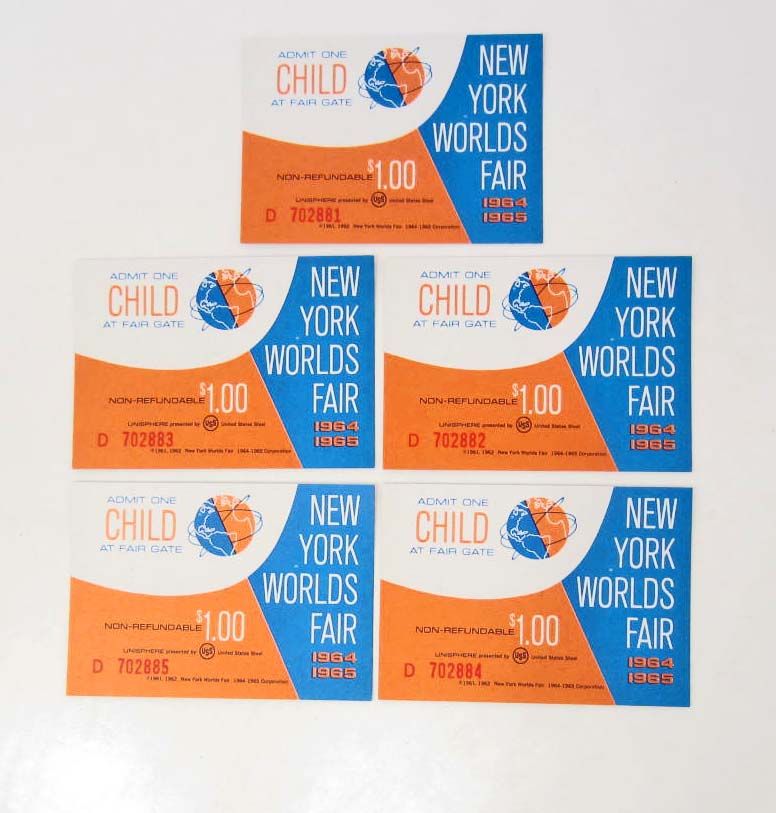 ADMIT ONE
CHILD
AT FAIR GATE
NEW
YORK
WORLDS
FAIR
1964
1965
NON-REFUNDABLE $1.00
UNISPHERE presented by USS United States Steel
D 702881
©1961, 1962 New York Worlds Fair 1964-1965 Corporation
ADMIT ONE
CHILD
AT FAIR GATE
NEW
YORK
WORLDS
FAIR
1964
1965
NON-REFUNDABLE $1.00
UNISPHERE presented by USS United States Steel
D 702883
©1961, 1962 New York Worlds Fair 1964-1965 Corporation
ADMIT ONE
CHILD
AT FAIR GATE
NEW
YORK
WORLDS
FAIR
1964
1965
NON-REFUNDABLE $1.00
UNISPHERE presented by USS United States Steel
D 702882
©1961, 1962 New York Worlds Fair 1964-1965 Corporation
ADMIT ONE
CHILD
AT FAIR GATE
NEW
YORK
WORLDS
FAIR
1964
1965
NON-REFUNDABLE $1.00
UNISPHERE presented by USS United States Steel
D 702885
©1961, 1962 New York Worlds Fair 1964-1965 Corporation
ADMIT ONE
CHILD
AT FAIR GATE
NEW
YORK
WORLDS
FAIR
1964
1965
NON-REFUNDABLE $1.00
UNISPHERE presented by USS United States Steel
D 702884
©1961, 1962 New York Worlds Fair 1964-1965 Corporation